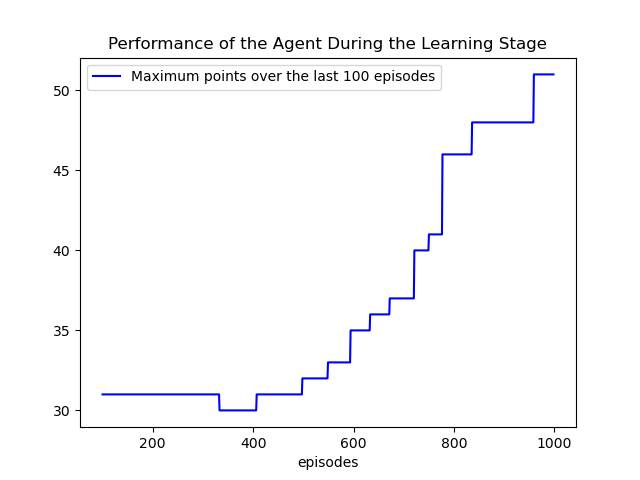 Performance of the Agent During the Learning Stage
Maximum points over the last 100 episodes
50
45
40
35
30
200 400 600 800 1000
episodes